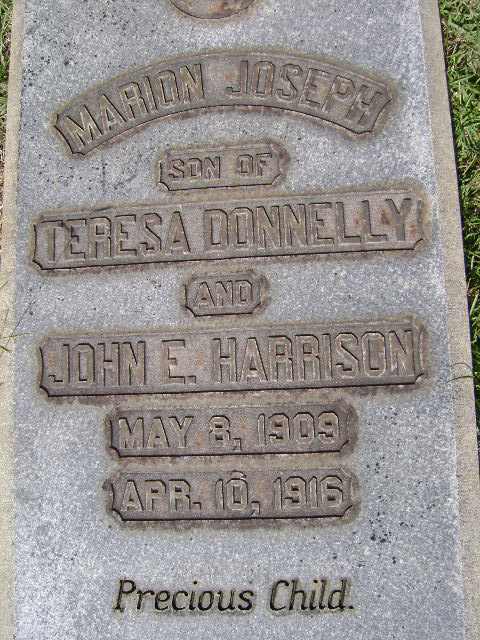 MARION JOSEPH
SON OF
TERESA DONNELLY
AND
JOHN E. HARRISON
MAY 8, 1909
APR. 10, 1916
Precious Child.